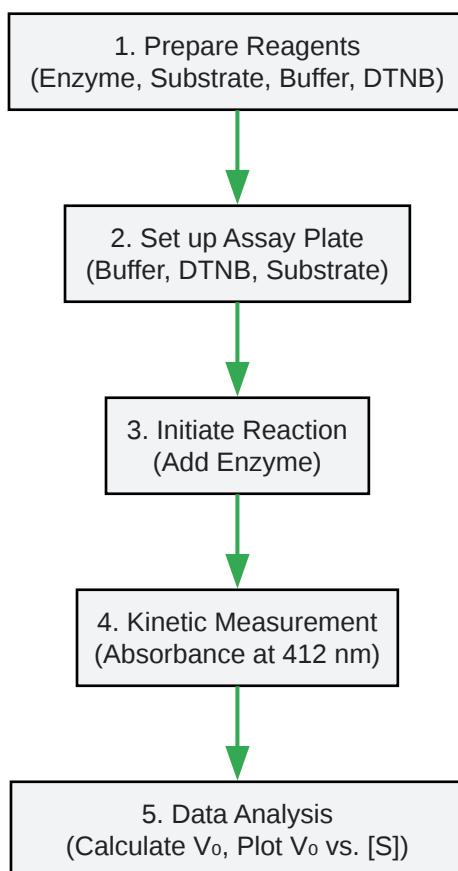 1. Prepare Reagents
(Enzyme, Substrate, Buffer, DTNB)
2. Set up Assay Plate
(Buffer, DTNB, Substrate)
3. Initiate Reaction
(Add Enzyme)
4. Kinetic Measurement
(Absorbance at 412 nm)
5. Data Analysis
(Calculate V₀, Plot V₀ vs. [S])